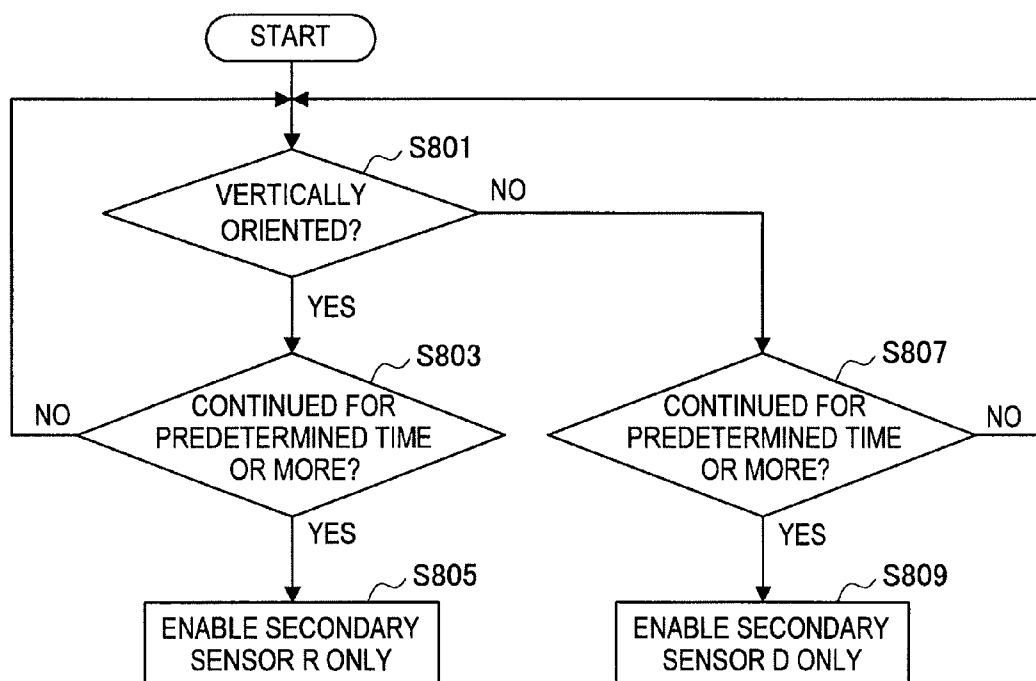 START
S801
VERTICALLY
ORIENTED?
NO
YES
S803
CONTINUED FOR
PREDETERMINED TIME
OR MORE?
NO
YES
S805
ENABLE SECONDARY
SENSOR R ONLY
S807
CONTINUED FOR
PREDETERMINED TIME
OR MORE?
NO
YES
S809
ENABLE SECONDARY
SENSOR D ONLY